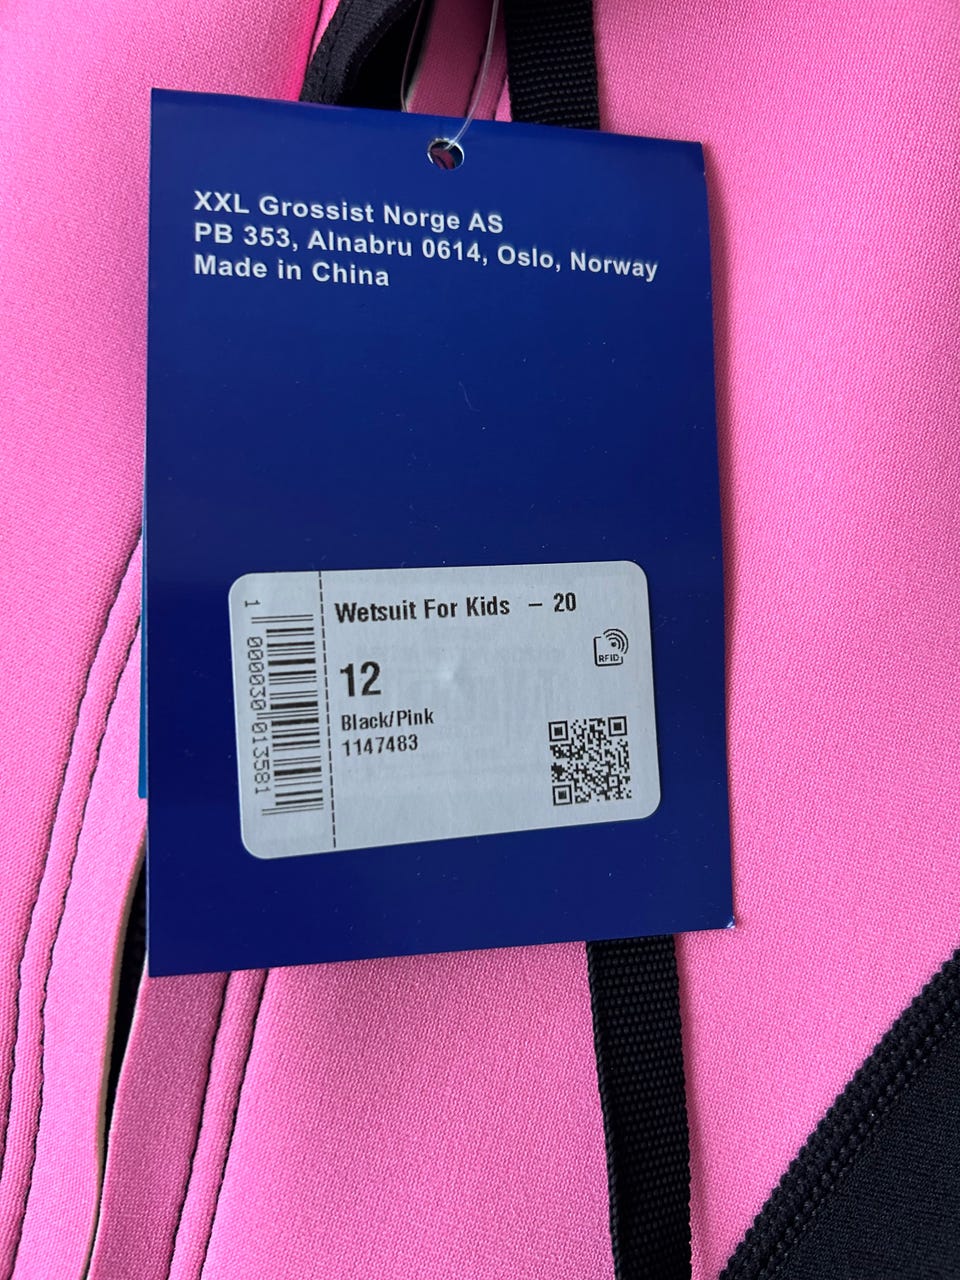 XXL Grossist Norge AS
PB 353, Alnabru 0614, Oslo, Norway
Made in China
Wetsuit For Kids - 20
RFID
12
Black/Pink
1147483
1 000030 013581